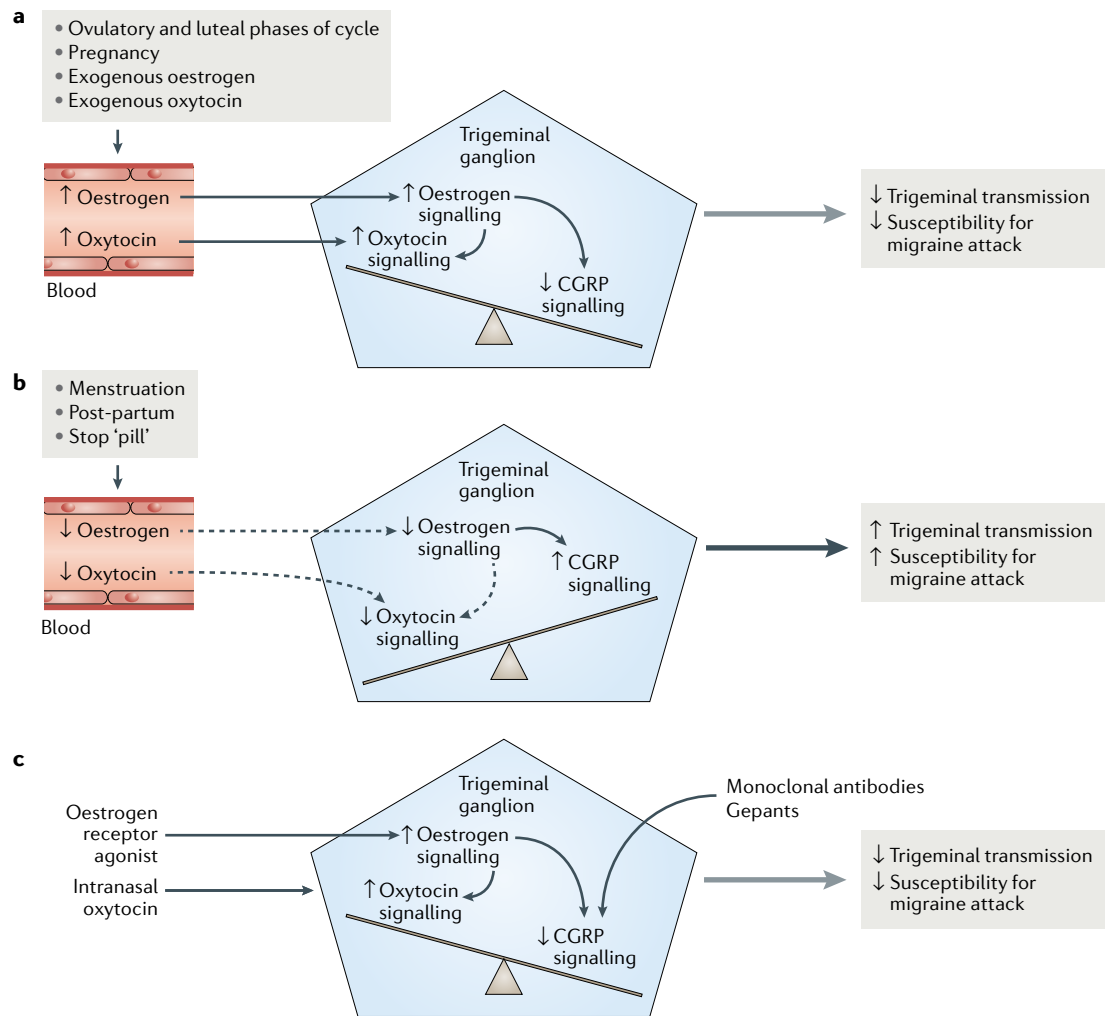 a
• Ovulatory and luteal phases of cycle
• Pregnancy
• Exogenous oestrogen
• Exogenous oxytocin
↑ Oestrogen
↑ Oxytocin
Blood
Trigeminal
ganglion
↑ Oestrogen
signalling
↑ Oxytocin
signalling
↓ CGRP
signalling
↓ Trigeminal transmission
↓ Susceptibility for
migraine attack
b
• Menstruation
• Post-partum
• Stop ‘pill’
↓ Oestrogen
↓ Oxytocin
Blood
Trigeminal
ganglion
↓ Oestrogen
signalling
↑ CGRP
signalling
↓ Oxytocin
signalling
↑ Trigeminal transmission
↑ Susceptibility for
migraine attack
c
Oestrogen
receptor
agonist
Intranasal
oxytocin
Trigeminal
ganglion
↑ Oestrogen
signalling
↑ Oxytocin
signalling
↓ CGRP
signalling
Monoclonal antibodies
Gepants
↓ Trigeminal transmission
↓ Susceptibility for
migraine attack